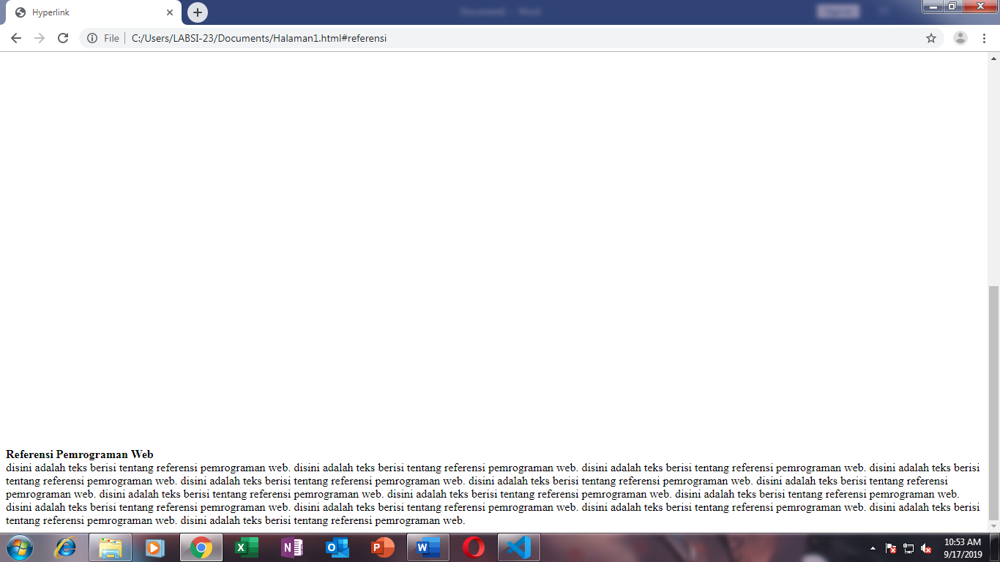 Hyperlink
File
C:/Users/LABSI-23/Documents/Halaman1.html#referensi
Referensi Pemrograman Web
disini adalah teks berisi tentang referensi pemrograman web. disini adalah teks berisi tentang referensi pemrograman web. disini adalah teks berisi tentang referensi pemrograman web. disini adalah teks berisi
tentang referensi pemrograman web. disini adalah teks berisi tentang referensi pemrograman web. disini adalah teks berisi tentang referensi pemrograman web. disini adalah teks berisi tentang referensi
pemrograman web. disini adalah teks berisi tentang referensi pemrograman web. disini adalah teks berisi tentang referensi pemrograman web. disini adalah teks berisi tentang referensi pemrograman web.
disini adalah teks berisi tentang referensi pemrograman web. disini adalah teks berisi tentang referensi pemrograman web. disini adalah teks berisi tentang referensi pemrograman web. disini adalah teks berisi
tentang referensi pemrograman web. disini adalah teks berisi tentang referensi pemrograman web.
10:53 AM
9/17/2019